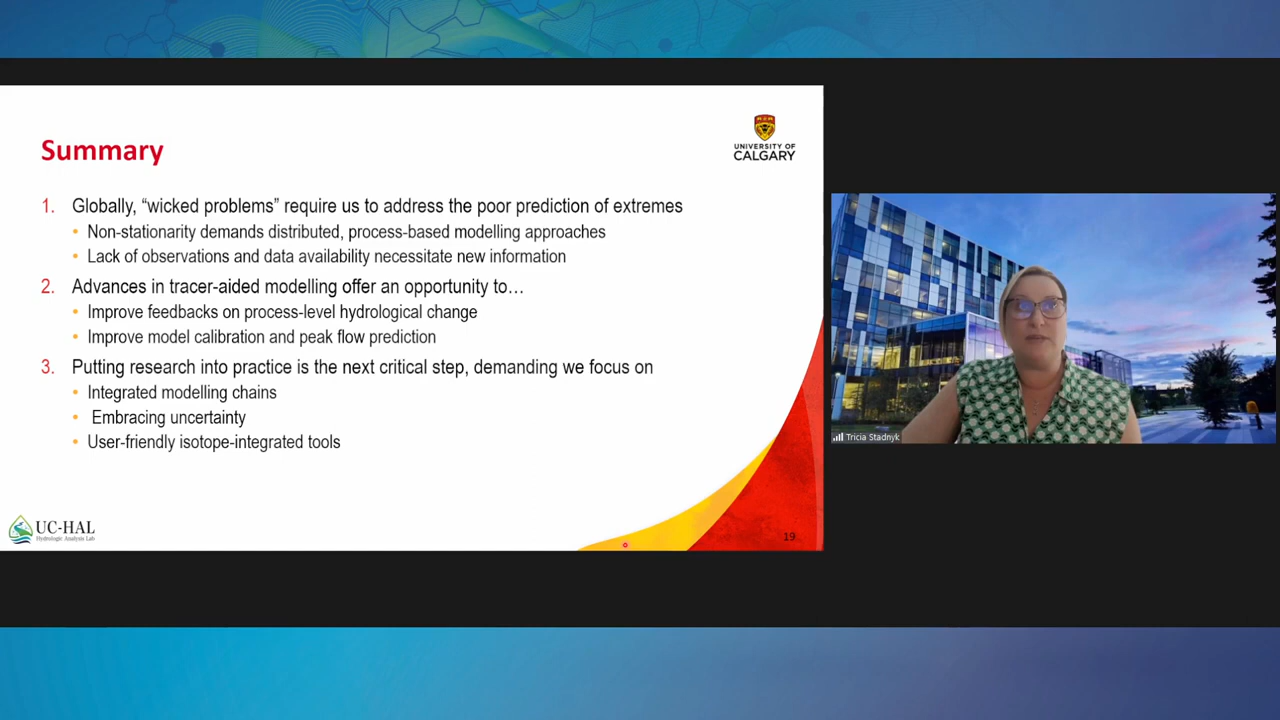 Summary
UNIVERSITY OF
CALGARY
1. Globally, “wicked problems” require us to address the poor prediction of extremes
• Non-stationarity demands distributed, process-based modelling approaches
• Lack of observations and data availability necessitate new information
2. Advances in tracer-aided modelling offer an opportunity to…
• Improve feedbacks on process-level hydrological change
• Improve model calibration and peak flow prediction
3. Putting research into practice is the next critical step, demanding we focus on
• Integrated modelling chains
• Embracing uncertainty
• User-friendly isotope-integrated tools
Tricia Stadnyk
UC-HAL
Hydrologic Analysis Lab
19